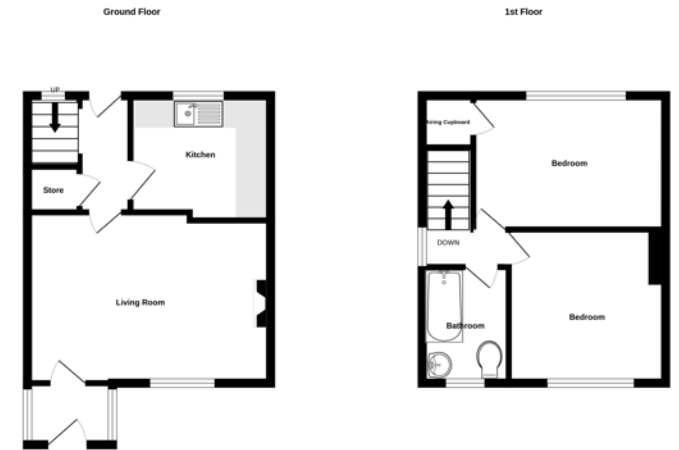 Ground Floor
1st Floor
UP
Kitchen
Store
Living Room
Airing Cupboard
Bedroom
DOWN
Bathroom
Bedroom